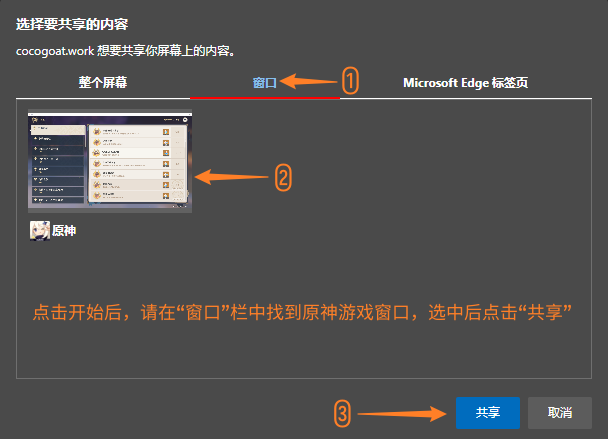 选择要共享的内容
cocogoat.work 想要共享你屏幕上的内容。
整个屏幕 窗口 ① Microsoft Edge 标签页
②
原神
点击开始后，请在“窗口”栏中找到原神游戏窗口，选中后点击“共享”
③ 共享 取消